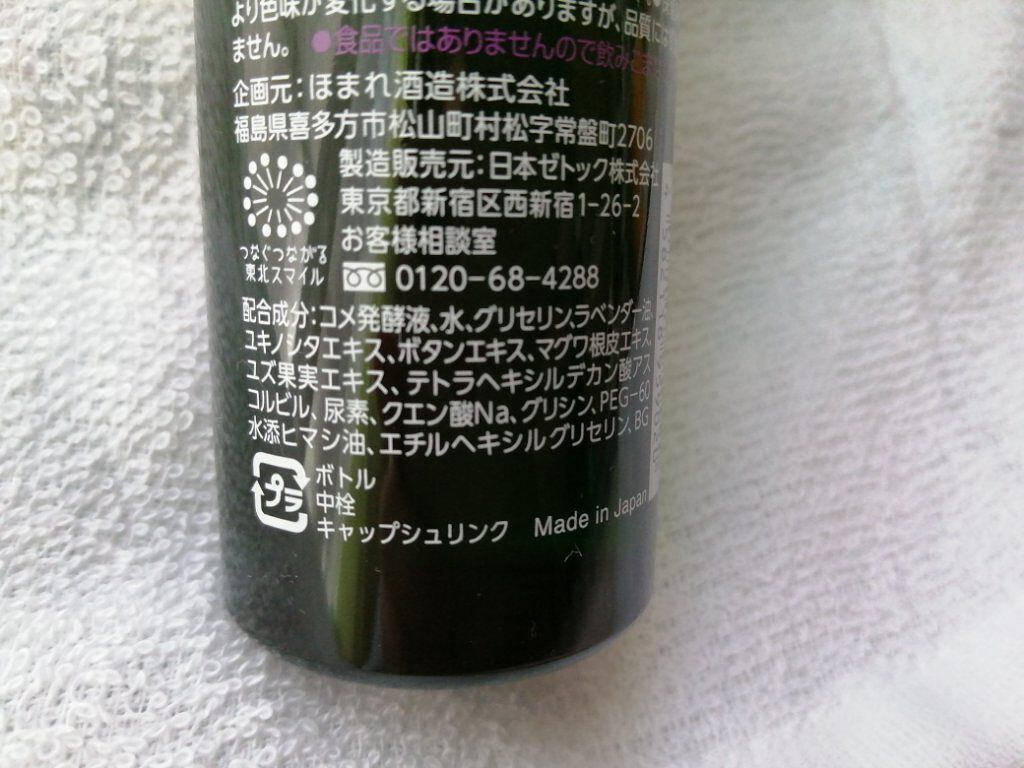 より色味が変化する場合がありますが、品質には
ません。 ●食品ではありませんので飲み
企画元：ほまれ酒造株式会社
福島県喜多方市松山町村松字常盤町2706
製造販売元：日本ゼトック株式会社
東京都新宿区西新宿1-26-2
お客様相談室
0120-68-4288
つなぐつながる
東北スマイル
配合成分：コメ発酵液、水、グリセリン、ラベンダー油、
ユキノシタエキス、ボタンエキス、マグワ根皮エキス、
ユズ果実エキス、テトラヘキシルデカン酸アス
コルビル、尿素、クエン酸Na、グリシン、PEG-60
水添ヒマシ油、エチルヘキシルグリセリン、BG
プラ
ボトル
中栓
キャップシュリンク
Made in Japan